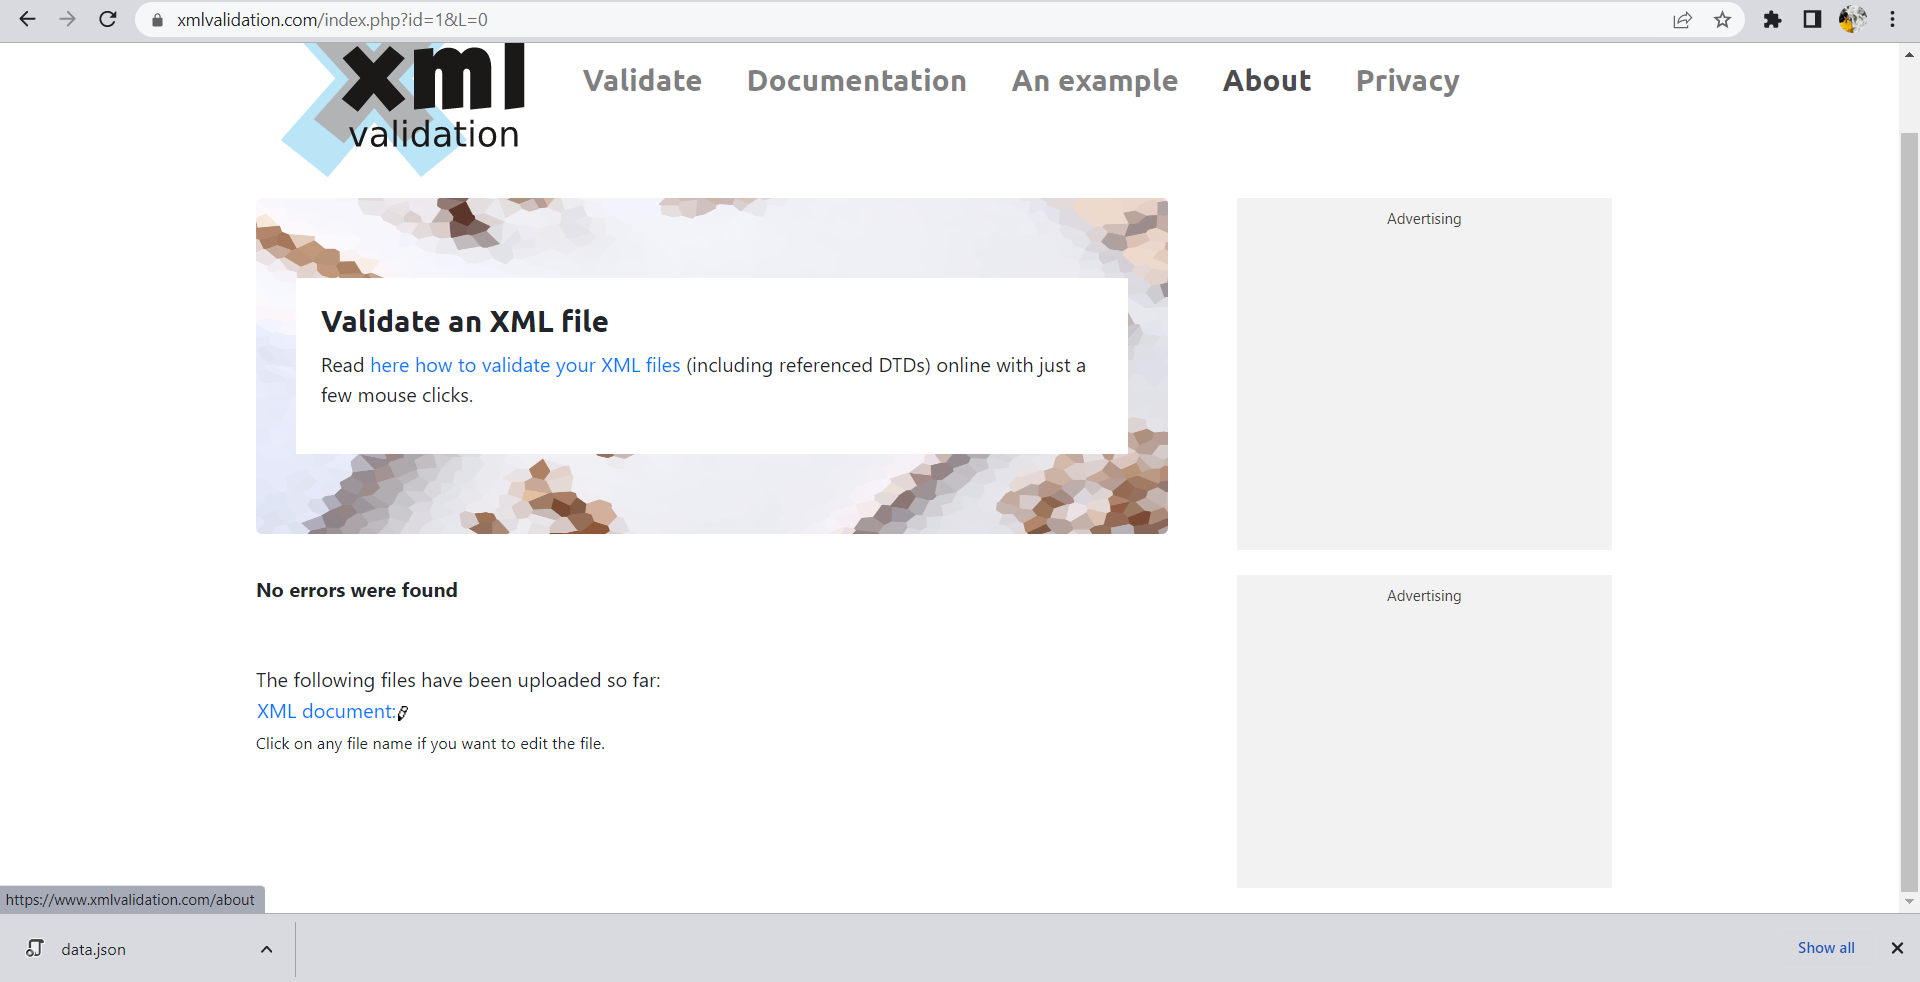 xmlvalidation.com/index.php?id=1&L=0
xml
validation
Validate
Documentation
An example
About
Privacy
Advertising
Validate an XML file
Read here how to validate your XML files (including referenced DTDs) online with just a
few mouse clicks.
No errors were found
Advertising
The following files have been uploaded so far:
XML document:
Click on any file name if you want to edit the file.
https://www.xmlvalidation.com/about
data.json
Show all